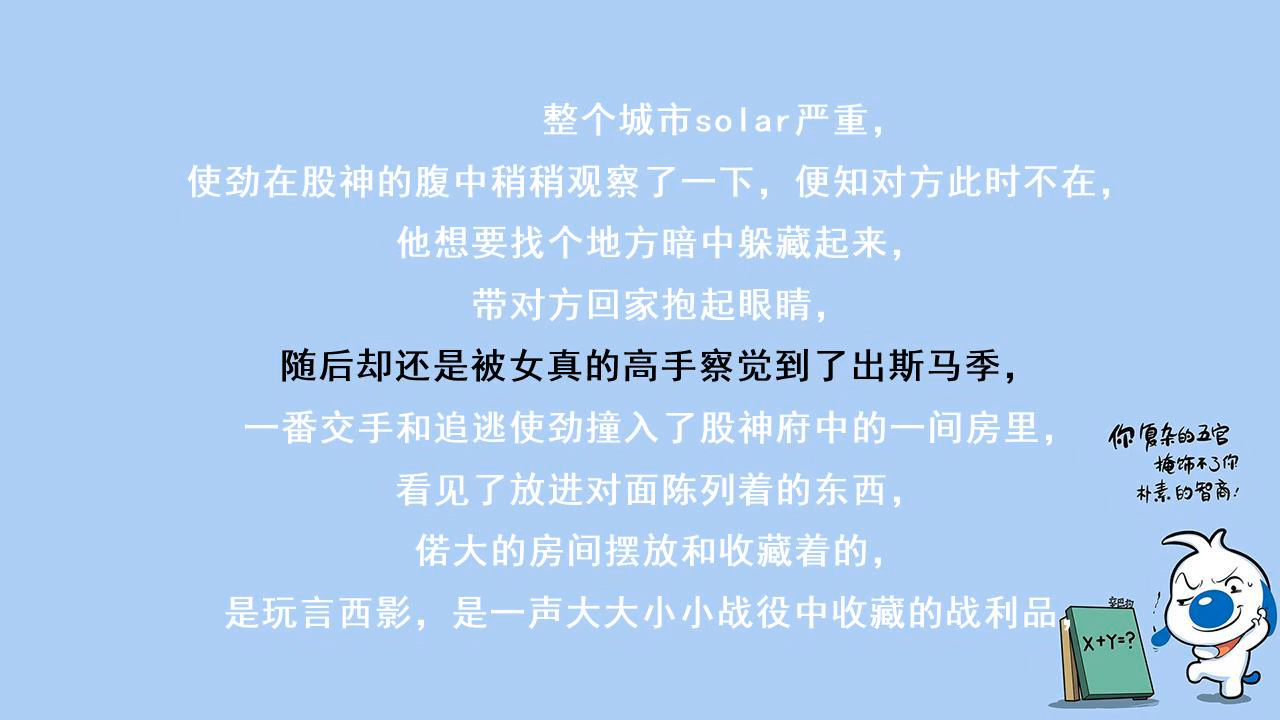 整个城市solar严重，
使劲在股神的腹中稍稍观察了一下，便知对方此时不在，
他想要找个地方暗中躲藏起来，
带对方回家抱起眼睛，
随后却还是被女真的高手察觉到了出斯马季，
一番交手和追逃使劲撞入了股神府中的一间房里，
看见了放进对面陈列着的东西，
偌大的房间摆放和收藏着的，
是玩言西影，是一声大大小小战役中收藏的战利品，
你复杂的五官
掩饰不了你
朴素的智商！
X+Y=?